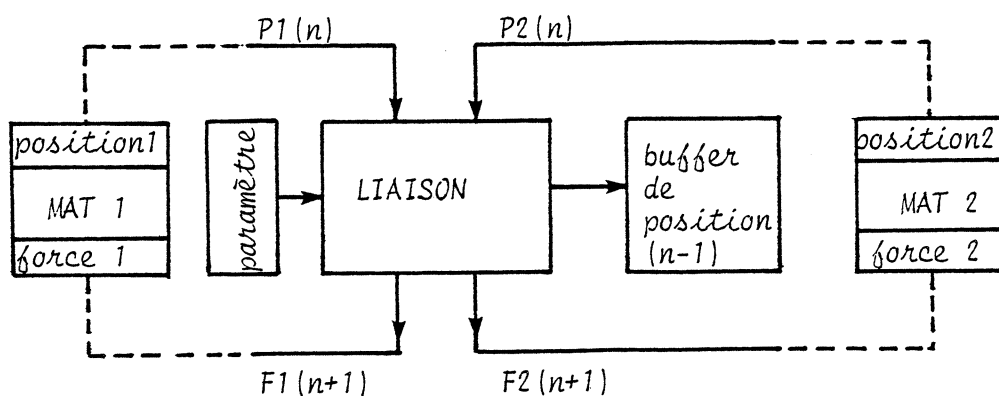 P1(n)
P2(n)
position1
MAT 1
force 1
paramètre
LIAISON
buffer
de
position
(n-1)
position2
MAT 2
force 2
F1(n+1)
F2(n+1)